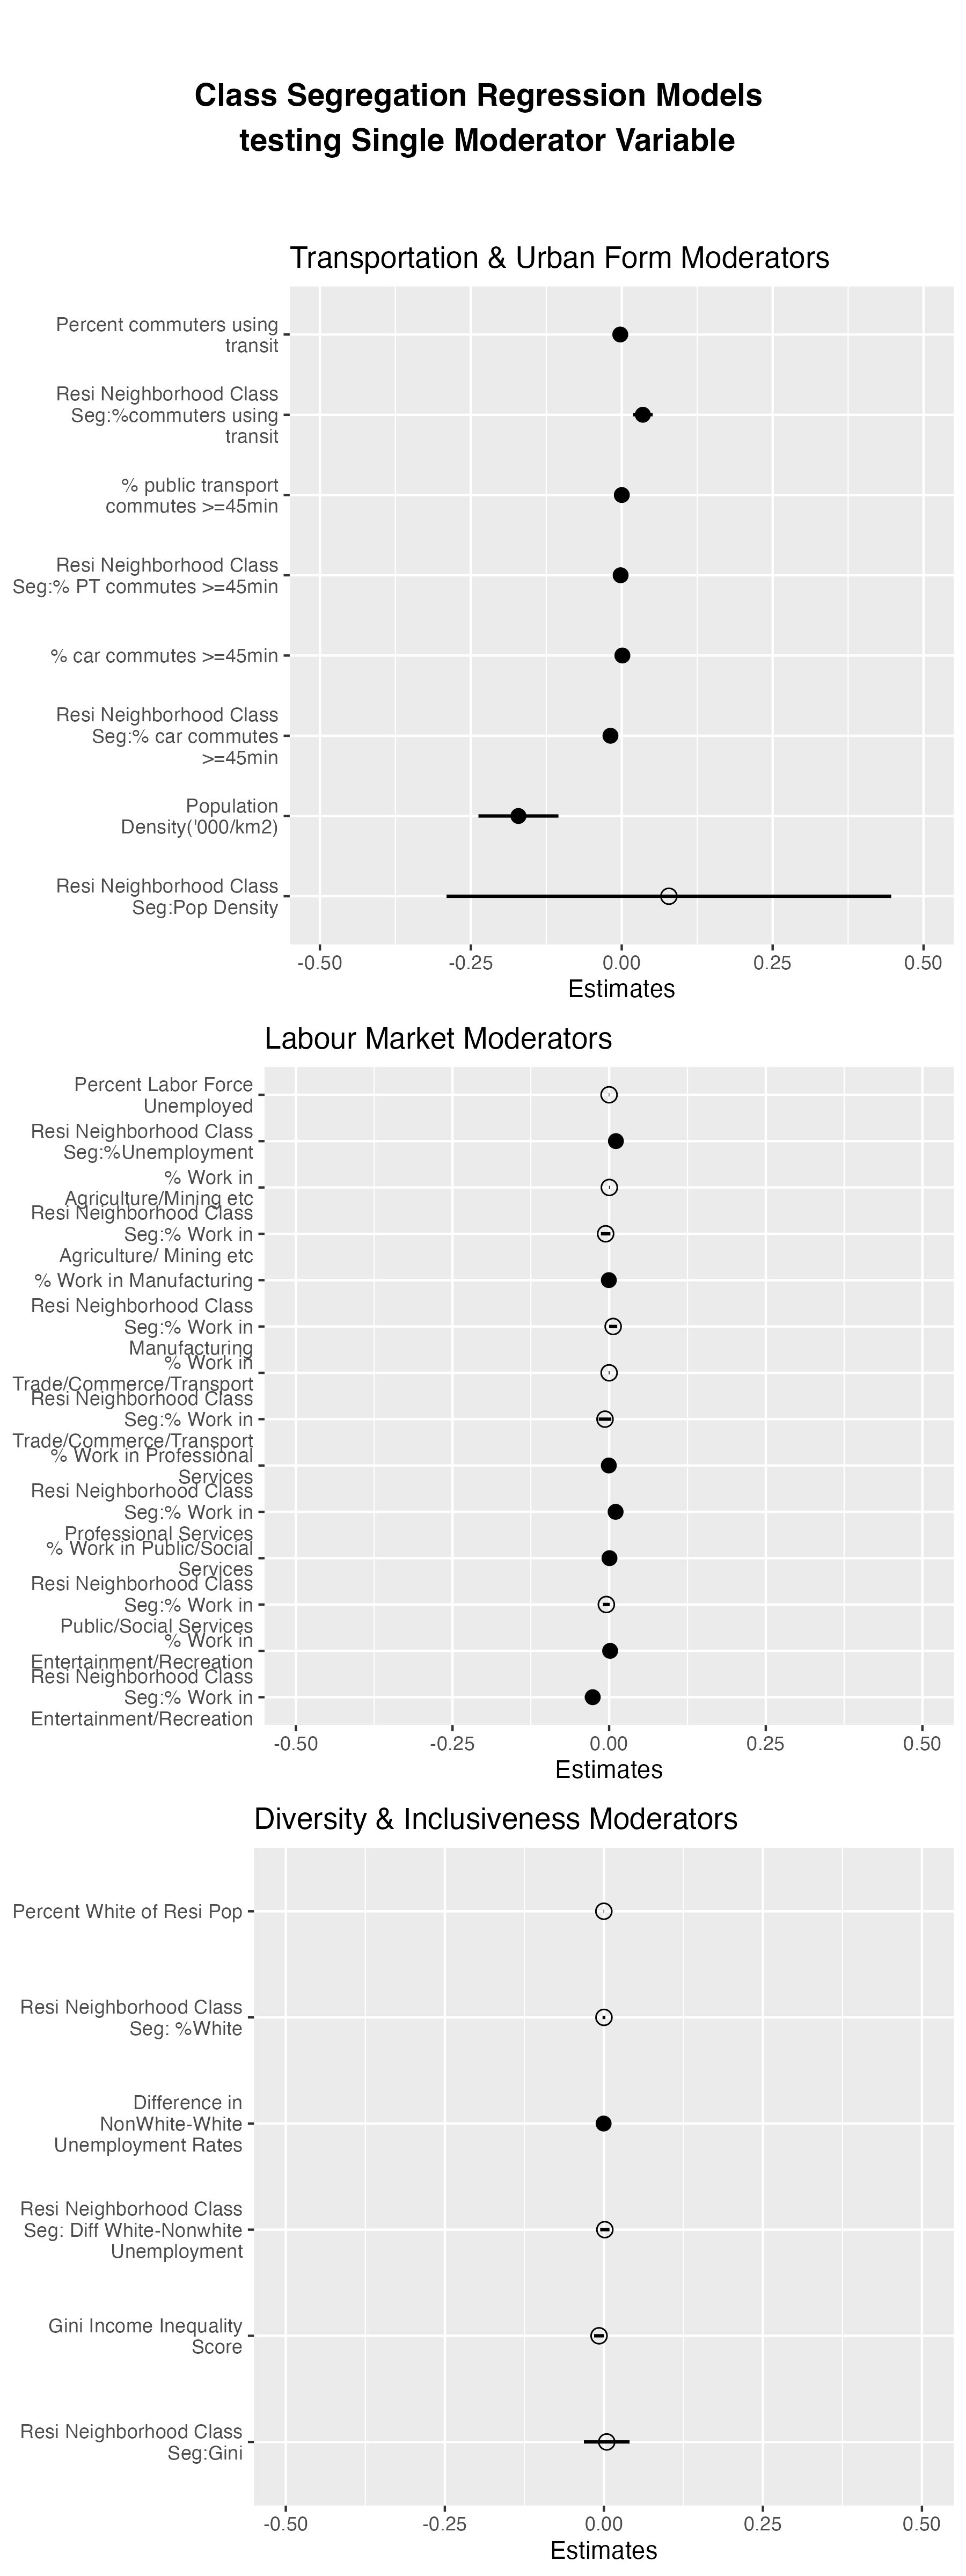 Class Segregation Regression Models
testing Single Moderator Variable
Transportation & Urban Form Moderators
Percent commuters using
transit
Resi Neighborhood Class
Seg:%commuters using
transit
% public transport
commutes >=45min
Resi Neighborhood Class
Seg:% PT commutes >=45min
% car commutes >=45min
Resi Neighborhood Class
Seg:% car commutes
>=45min
Population
Density('000/km2)
Resi Neighborhood Class
Seg:Pop Density
-0.50 -0.25 0.00 0.25 0.50
Estimates
Labour Market Moderators
Percent Labor Force
Unemployed
Resi Neighborhood Class
Seg:%Unemployment
% Work in
Agriculture/Mining etc
Resi Neighborhood Class
Seg:% Work in
Agriculture/ Mining etc
% Work in Manufacturing
Resi Neighborhood Class
Seg:% Work in
Manufacturing
% Work in
Trade/Commerce/Transport
Resi Neighborhood Class
Seg:% Work in
Trade/Commerce/Transport
% Work in Professional
Services
Resi Neighborhood Class
Seg:% Work in
Professional Services
% Work in Public/Social
Services
Resi Neighborhood Class
Seg:% Work in
Public/Social Services
% Work in
Entertainment/Recreation
Resi Neighborhood Class
Seg:% Work in
Entertainment/Recreation
-0.50 -0.25 0.00 0.25 0.50
Estimates
Diversity & Inclusiveness Moderators
Percent White of Resi Pop
Resi Neighborhood Class
Seg: %White
Difference in
NonWhite-White
Unemployment Rates
Resi Neighborhood Class
Seg: Diff White-Nonwhite
Unemployment
Gini Income Inequality
Score
Resi Neighborhood Class
Seg:Gini
-0.50 -0.25 0.00 0.25 0.50
Estimates